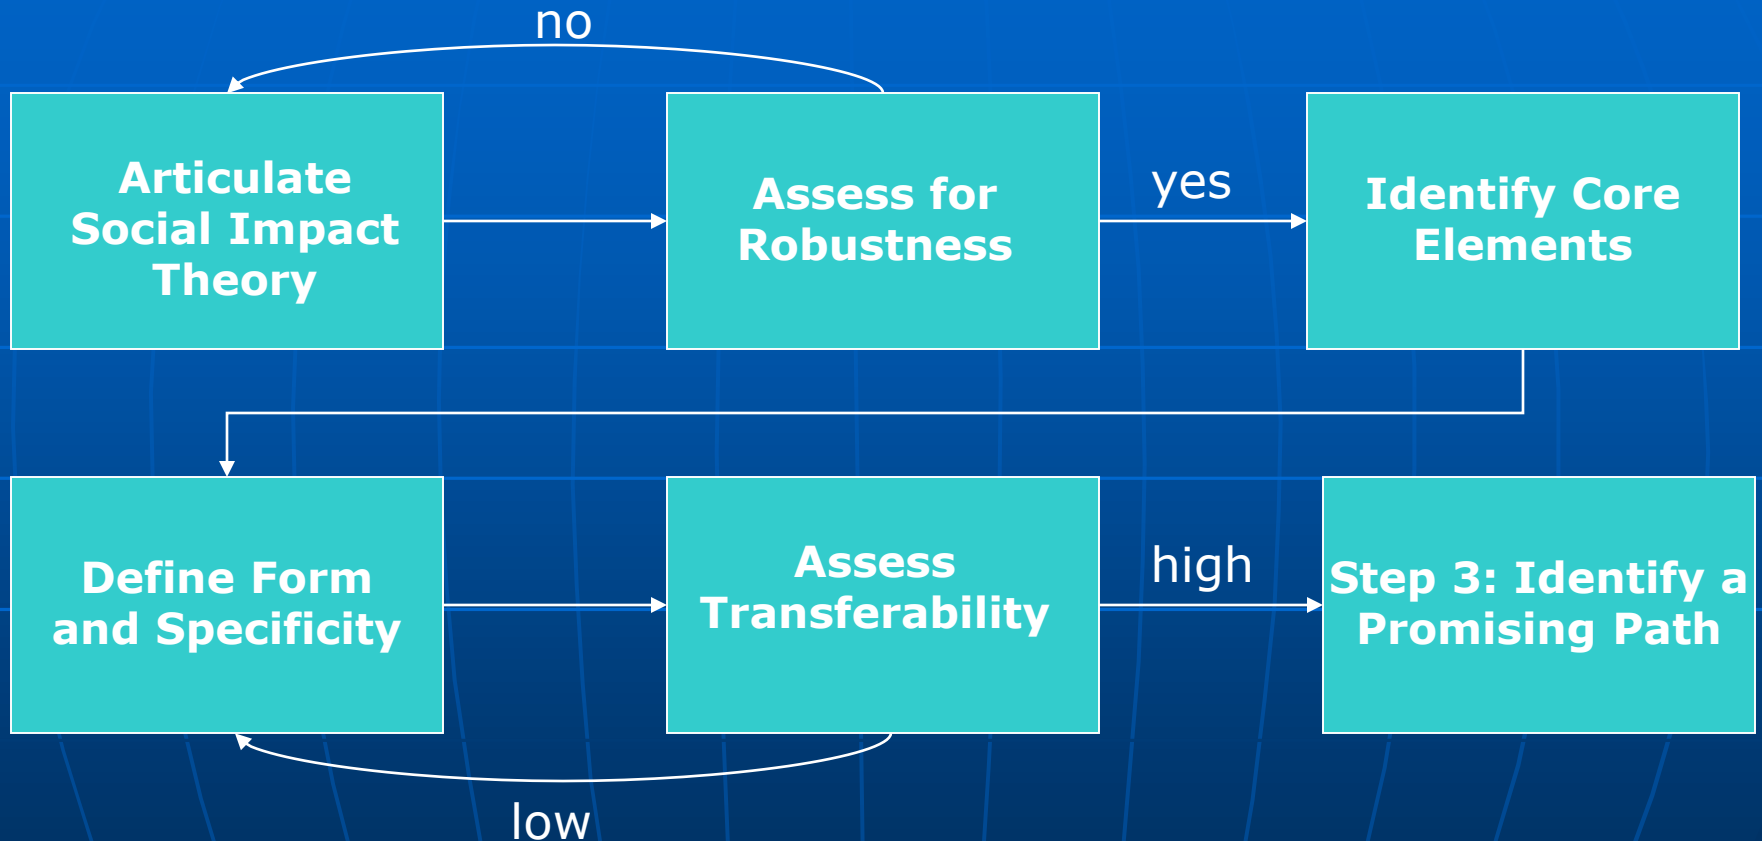 no
Articulate
Social Impact
Theory
Assess for
Robustness
yes
Identify Core
Elements
Define Form
and Specificity
Assess
Transferability
high
Step 3: Identify a
Promising Path
low